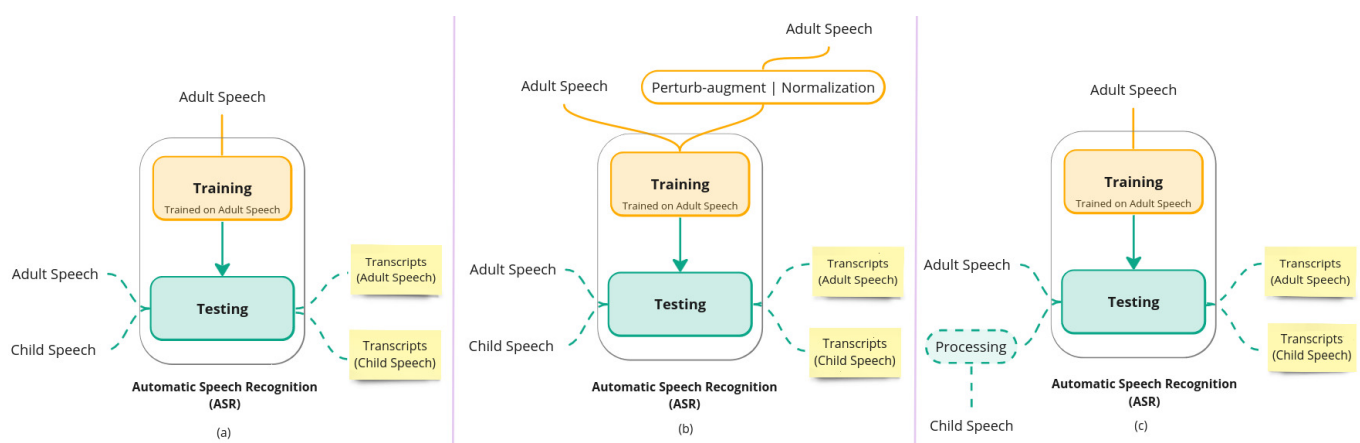 Adult Speech
Training
Trained on Adult Speech
Adult Speech
Child Speech
Testing
Transcripts
(Adult Speech)
Transcripts
(Child Speech)
Automatic Speech Recognition
(ASR)
(a)
Adult Speech
Adult Speech
Perturb-augment | Normalization
Training
Trained on Adult Speech
Adult Speech
Child Speech
Testing
Transcripts
(Adult Speech)
Transcripts
(Child Speech)
Automatic Speech Recognition
(ASR)
(b)
Adult Speech
Training
Trained on Adult Speech
Adult Speech
Processing
Child Speech
Testing
Transcripts
(Adult Speech)
Transcripts
(Child Speech)
Automatic Speech Recognition
(ASR)
(c)